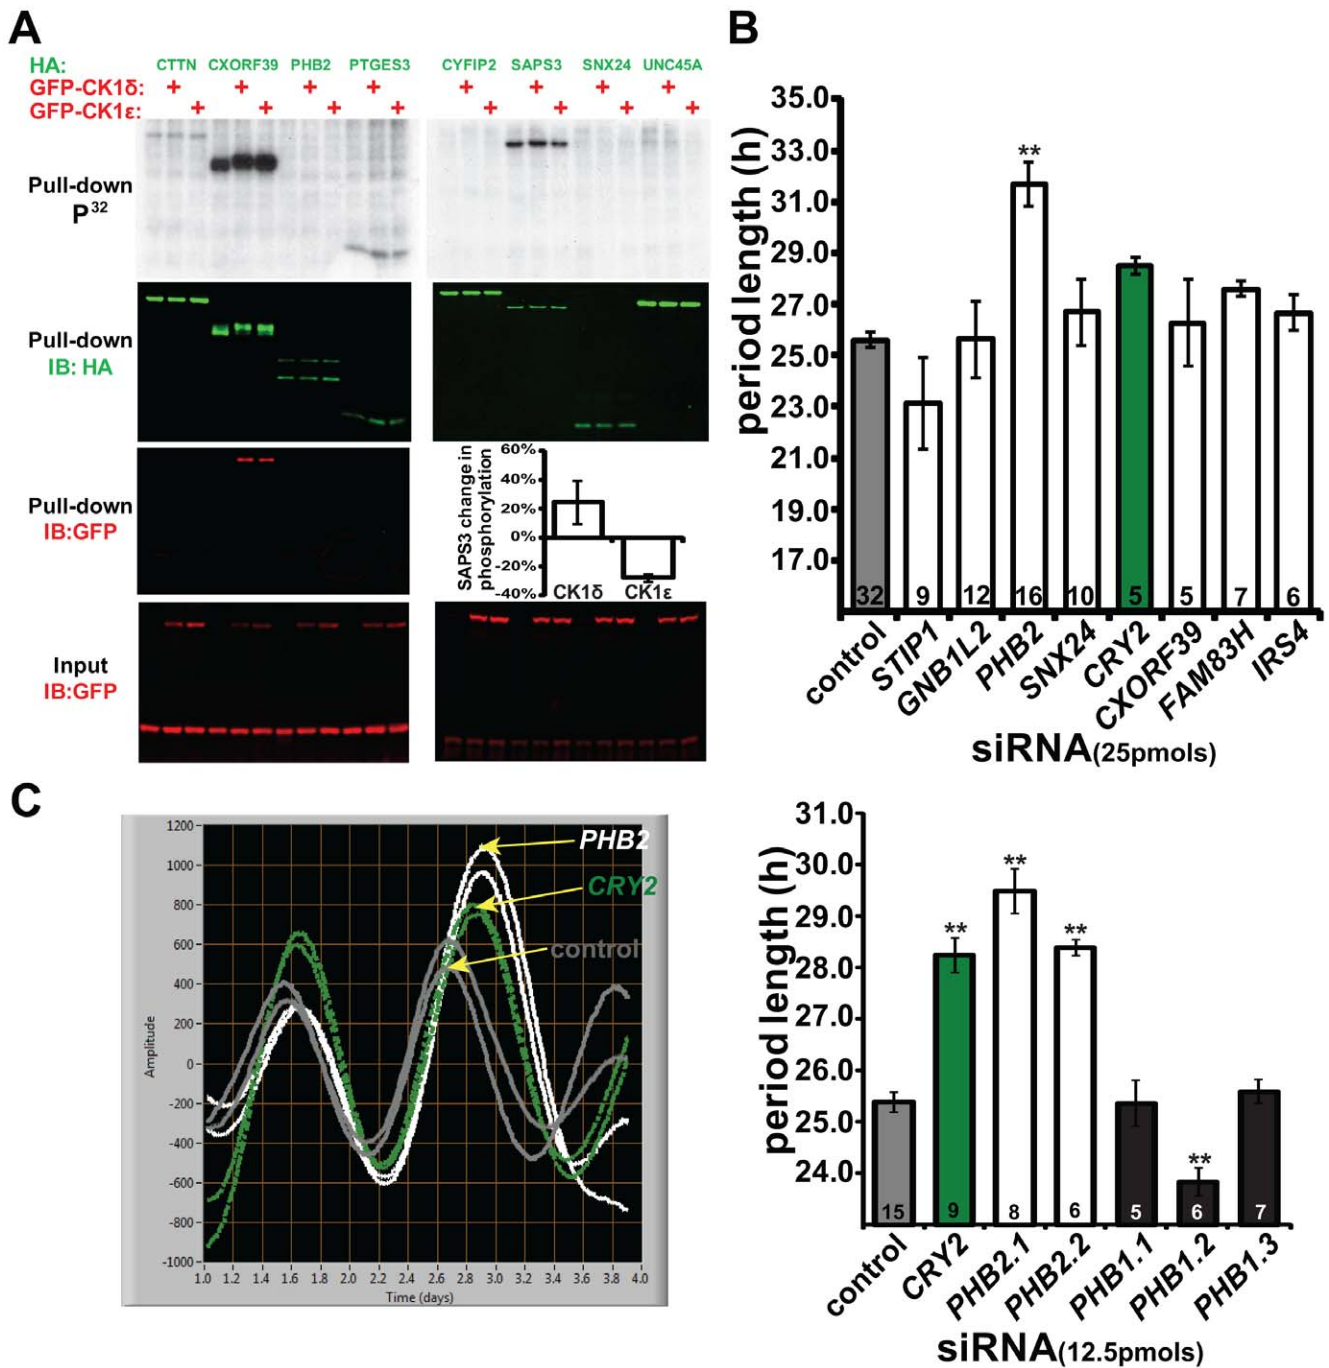 A
HA: CTTN CXORF39 PHB2 PTGES3 CYFIP2 SAPS3 SNX24 UNC45A
GFP-CK1δ: + + + + + + + +
GFP-CK1ε: + + + + + + + +
Pull-down
P32
Pull-down
IB: HA
Pull-down
IB:GFP
SAPS3 change in
phosphorylation
60%
40%
20%
0%
-20%
-40%
CK1δ CK1ε
Input
IB:GFP
B
period length (h)
35.0
33.0
31.0
29.0
27.0
25.0
23.0
21.0
19.0
17.0
**
32 9 12 16 10 5 5 7 6
control STIP1 GNB1L2 PHB2 SNX24 CRY2 CXORF39 FAM83H IRS4
siRNA(25pmols)
C
Amplitude
1200
1000
800
600
400
200
0
-200
-400
-600
-800
-1000
PHB2
CRY2
control
1.0 1.2 1.4 1.6 1.8 2.0 2.2 2.4 2.6 2.8 3.0 3.2 3.4 3.6 3.8 4.0
Time (days)
period length (h)
31.0
30.0
29.0
28.0
27.0
26.0
25.0
24.0
** ** ** **
15 9 8 6 5 6 7
control CRY2 PHB2.1 PHB2.2 PHB1.1 PHB1.2 PHB1.3
siRNA(12.5pmols)